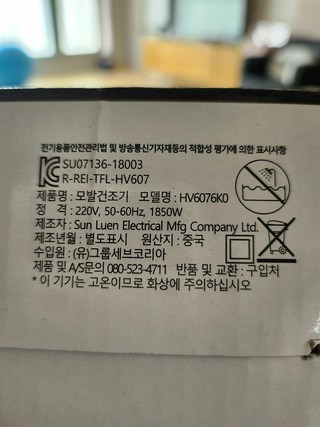 전기용품안전관리법 및 방송통신기자재등의 적합성 평가에 의한 표시사항
SU07136-18003
R-REI-TFL-HV607
제품명 : 모발건조기 모델명 : HV6076K0
정 격 : 220V, 50-60Hz, 1850W
제조자 : Sun Luen Electrical Mfg Company Ltd.
제조년월 : 별도표시 원산지 : 중국
수입원 : (유)그룹세브코리아
제품 및 A/S문의 080-523-4711 반품 및 교환 : 구입처
* 이 기기는 고온이므로 화상에 주의하십시오